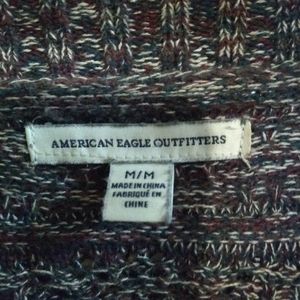 AMERICAN EAGLE OUTFITTERS
M/M
MADE IN CHINA
FABRIQUÉ EN
CHINE